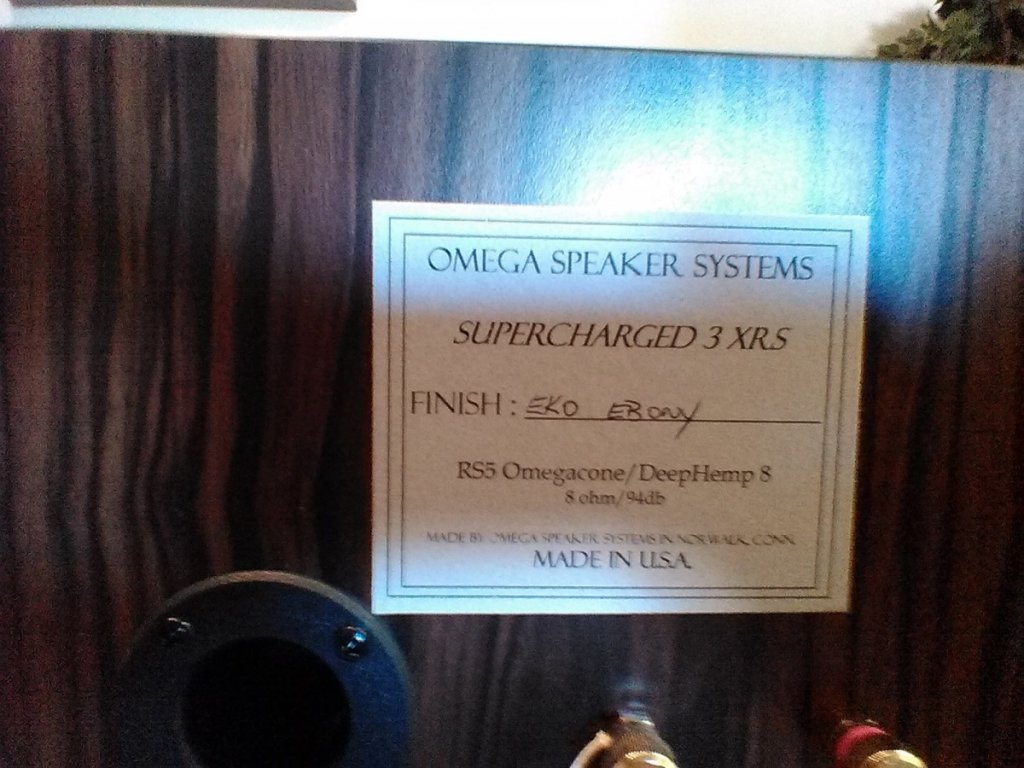 OMEGA SPEAKER SYSTEMS
SUPERCHARGED 3 XRS
FINISH : EKO EBONY
RS5 Omegacone/DeepHemp 8
8 ohm/94db
MADE BY OMEGA SPEAKER SYSTEMS IN NORWALK, CONN.
MADE IN U.S.A.